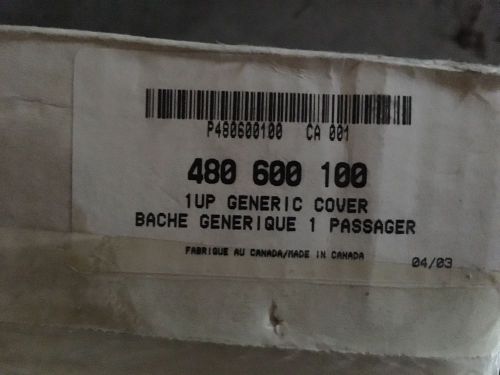 P480600100 CA 001
480 600 100
1UP GENERIC COVER
BACHE GENERIQUE 1 PASSAGER
FABRIQUE AU CANADA/MADE IN CANADA
04/03